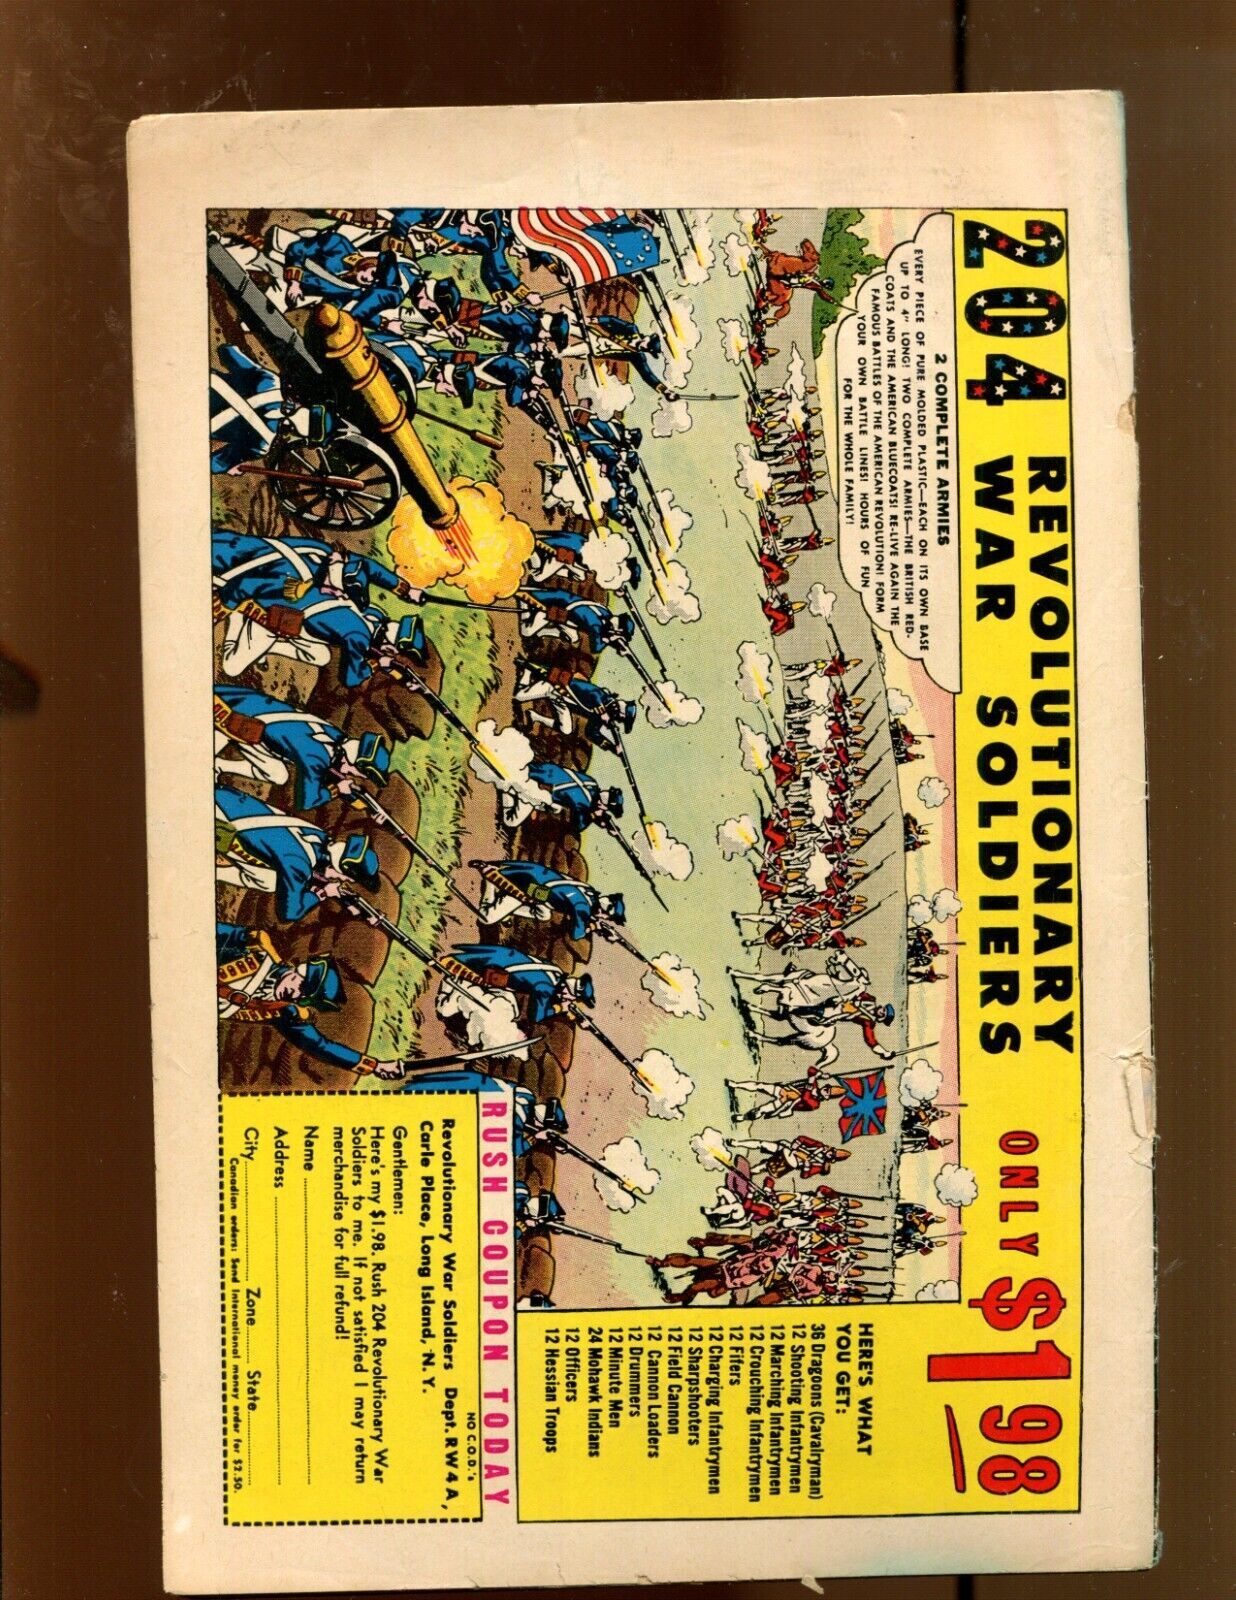 204 REVOLUTIONARY
WAR SOLDIERS
ONLY $1 98
2 COMPLETE ARMIES
EVERY PIECE OF PURE MOLDED PLASTIC—EACH ON ITS OWN BASE
UP TO 4" LONG! TWO COMPLETE ARMIES—THE BRITISH RED-
COATS AND THE AMERICAN BLUECOATS! RE-LIVE AGAIN THE
FAMOUS BATTLES OF THE AMERICAN REVOLUTION! FORM
YOUR OWN BATTLE LINES! HOURS OF FUN
FOR THE WHOLE FAMILY!
HERE'S WHAT
YOU GET:
36 Dragoons (Cavalryman)
12 Shooting Infantrymen
12 Marching Infantrymen
12 Crouching Infantrymen
12 Fifers
12 Charging Infantrymen
12 Sharpshooters
12 Field Cannon
12 Cannon Loaders
12 Drummers
12 Minute Men
24 Mohawk Indians
12 Officers
12 Hessian Troops
RUSH COUPON TODAY
NO C.O.D.'s
Revolutionary War Soldiers Dept. RW4A,
Carle Place, Long Island, N.Y.
Gentlemen:
Here's my $1.98. Rush 204 Revolutionary War
Soldiers to me. If not satisfied I may return
merchandise for full refund!
Name
Address
City Zone State
Canadian orders: Send International money order for $2.50.